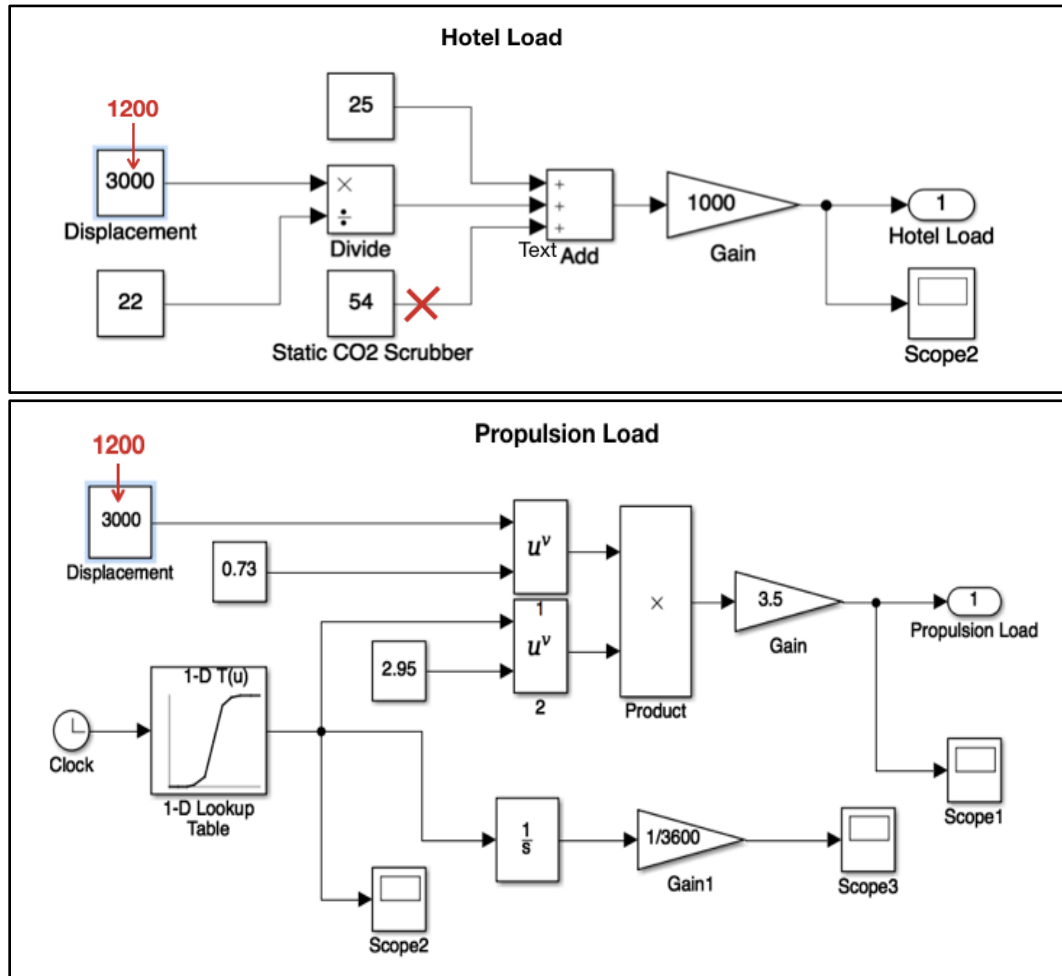 Hotel Load
25
1200
3000
×
÷
Displacement
Divide
+
+
+
Text
Add
1000
Gain
1
Hotel Load
22
54
Static CO2 Scrubber
Scope2
Propulsion Load
1200
3000
Displacement
0.73
u^v
1
u^v
2
2.95
×
Product
3.5
Gain
1
Propulsion Load
Clock
1-D T(u)
1-D Lookup
Table
Scope1
1/s
1/3600
Gain1
Scope3
Scope2